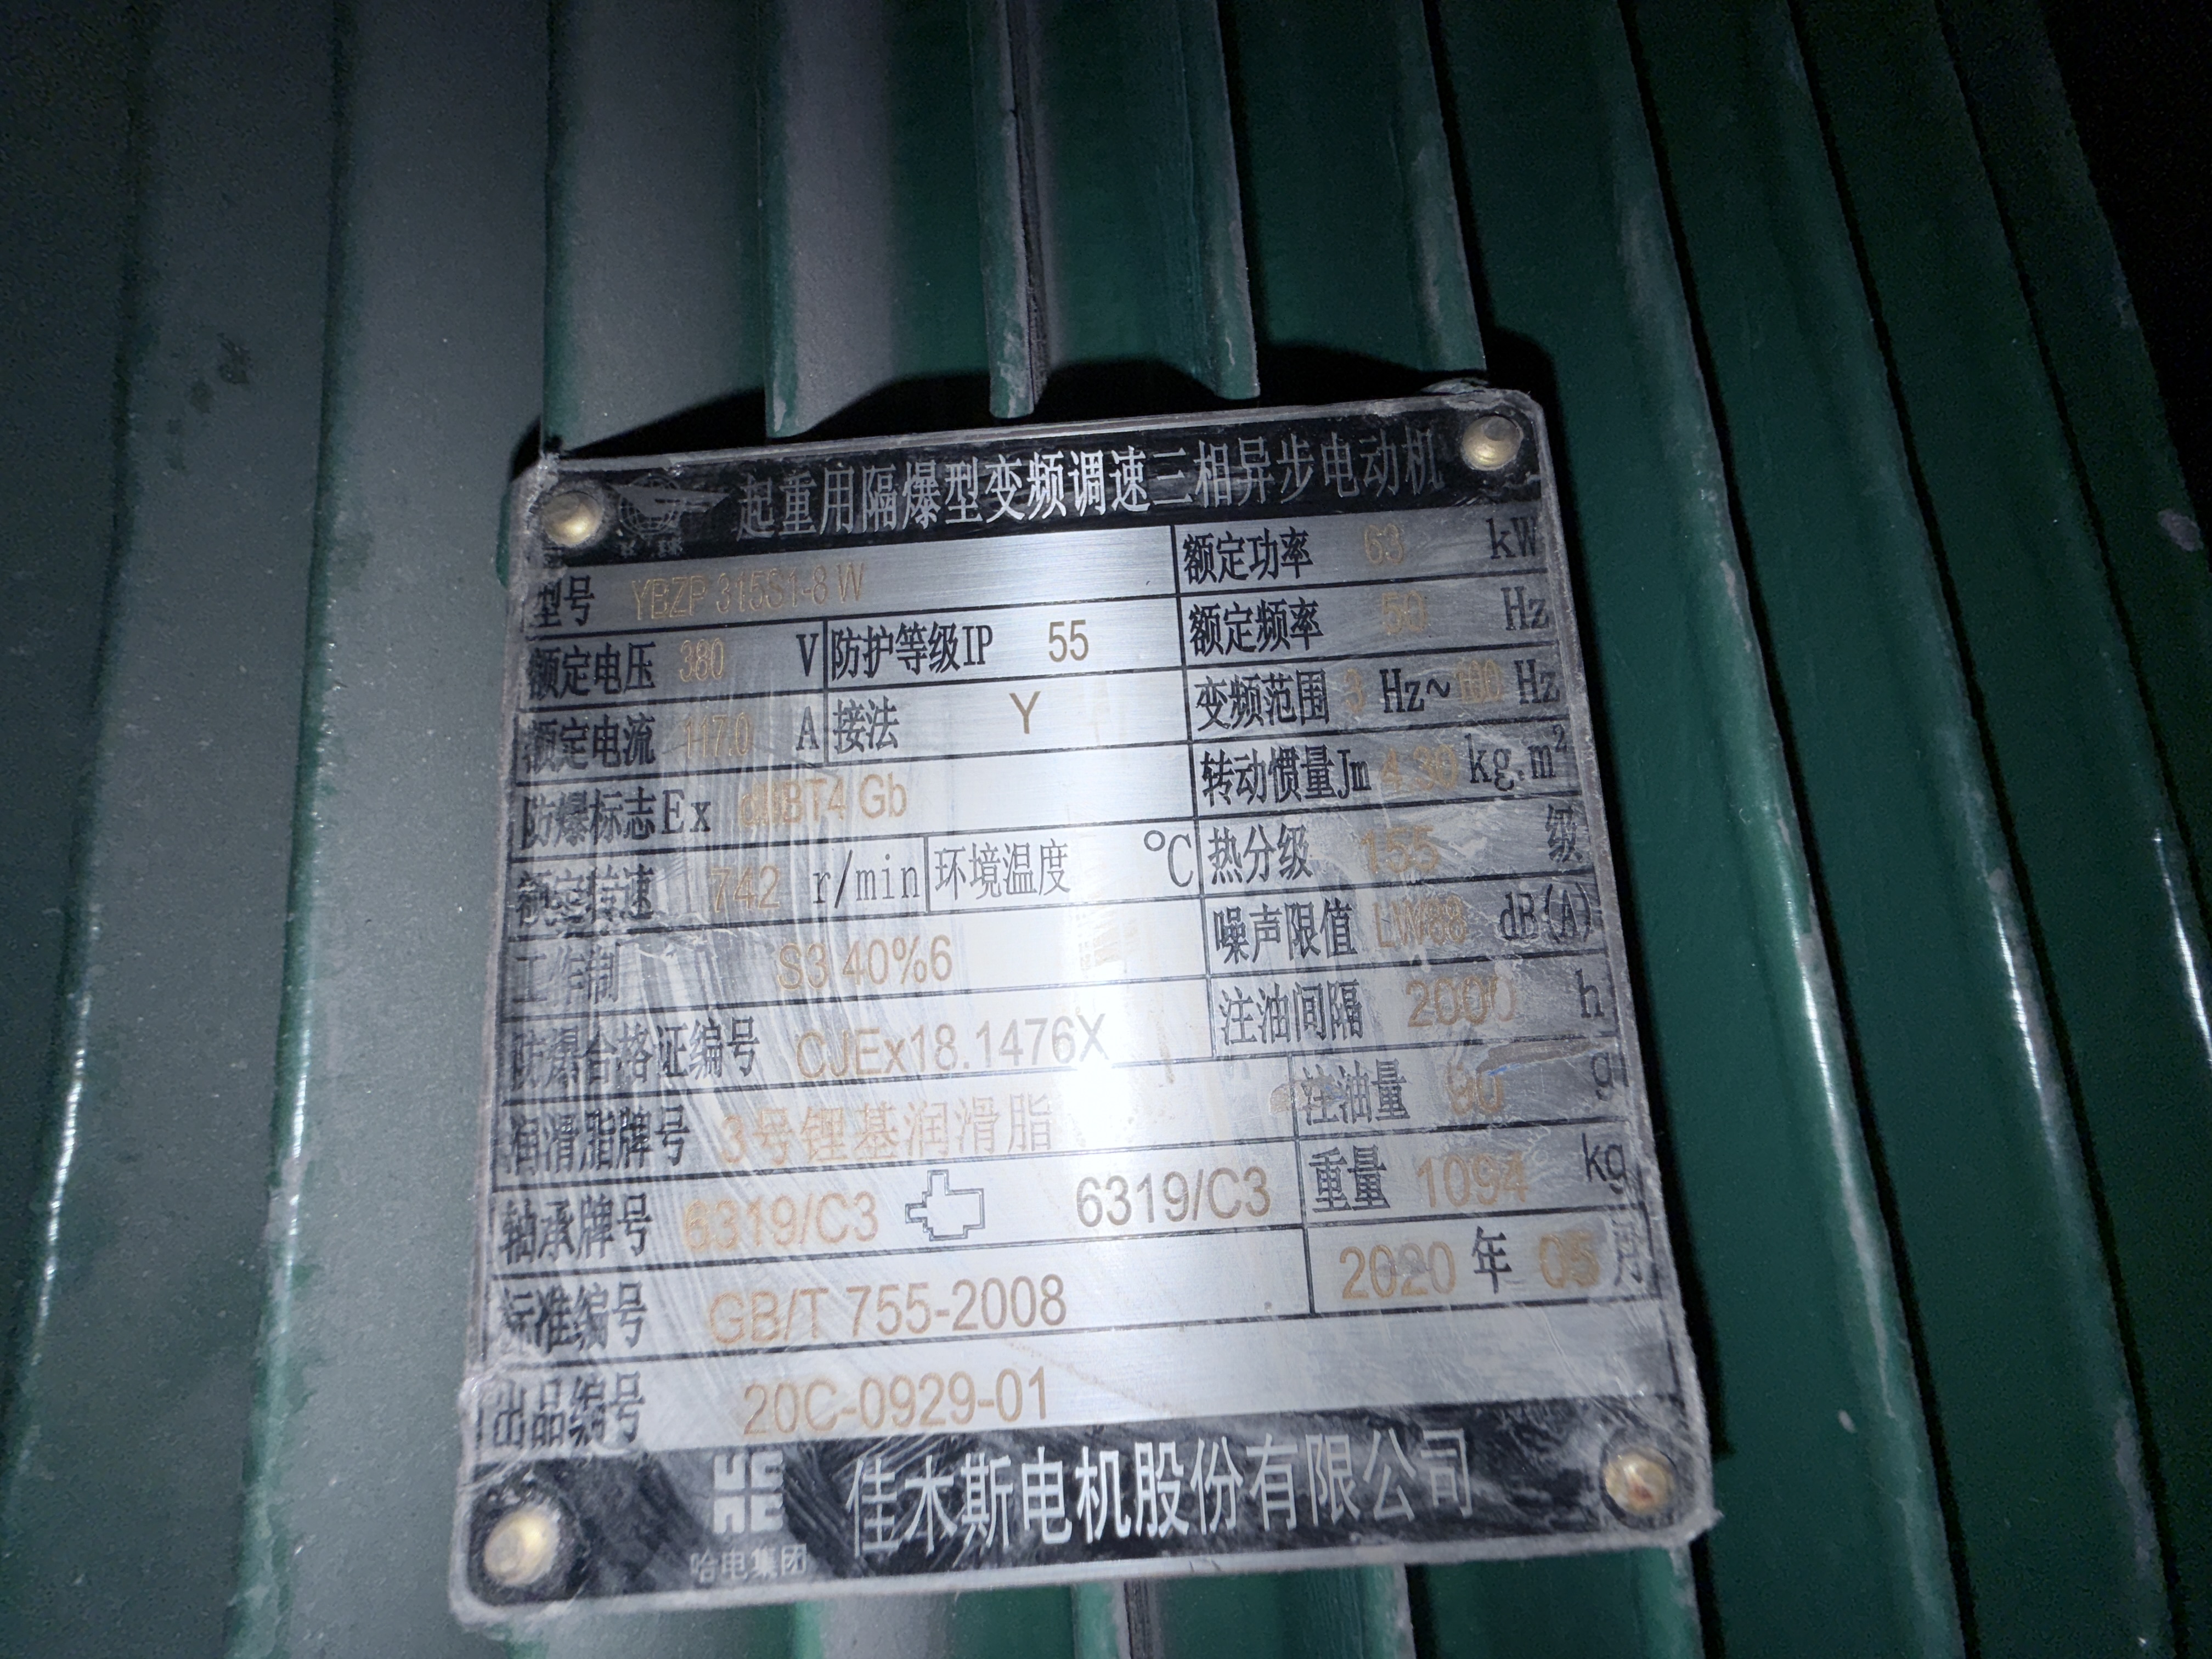 起重用隔爆型变频调速三相异步电动机
型号 YBZP 315S1-8 W 额定功率 63 kW
额定电压 380 V 防护等级IP 55 额定频率 50 Hz
额定电流 117.0 A 接法 Y 变频范围 3 Hz~100 Hz
防爆标志Ex dⅡBT4 Gb 转动惯量Jm 4.30 kg.m²
额定转速 742 r/min 环境温度 ℃ 热分级 155 级
工作制 S3 40%6 噪声限值 LW88 dB(A)
防爆合格证编号 CJEx18.1476X 注油间隔 2000 h
润滑脂牌号 3号锂基润滑脂 注油量 g
轴承牌号 6319/C3 6319/C3 重量 1094 kg
标准编号 GB/T 755-2008 2020 年 05 月
出品编号 20C-0929-01
佳木斯电机股份有限公司
哈电集团